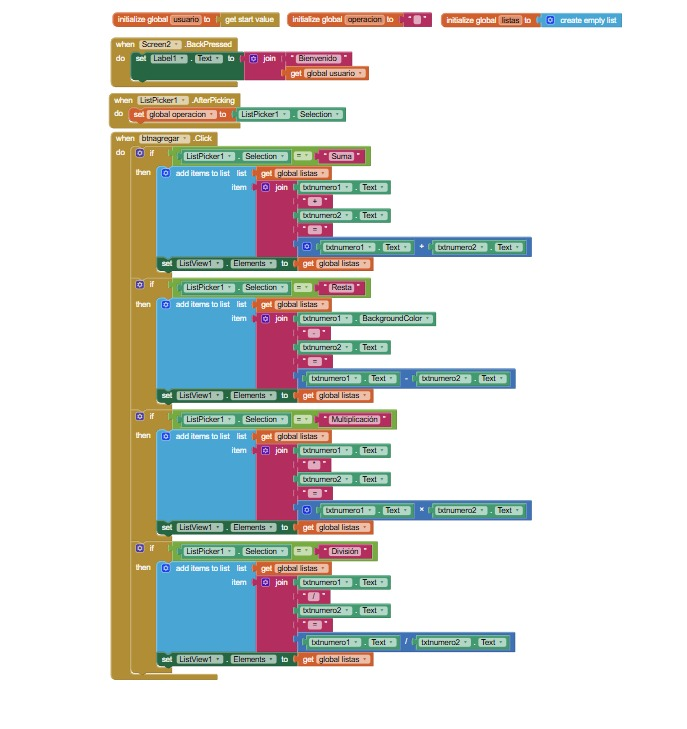 initialize global usuario to get start value initialize global operacion to " " initialize global listas to create empty list
when Screen2 .BackPressed
do set Label1 . Text to join " Bienvenido "
get global usuario
when ListPicker1 .AfterPicking
do set global operacion to ListPicker1 . Selection
when btnagregar .Click
do if ListPicker1 . Selection = " Suma "
then add items to list list get global listas
item join txtnumero1 . Text
" + "
txtnumero2 . Text
" = "
txtnumero1 . Text + txtnumero2 . Text
set ListView1 . Elements to get global listas
if ListPicker1 . Selection = " Resta "
then add items to list list get global listas
item join txtnumero1 . BackgroundColor
" - "
txtnumero2 . Text
" = "
txtnumero1 . Text - txtnumero2 . Text
set ListView1 . Elements to get global listas
if ListPicker1 . Selection = " Multiplicación "
then add items to list list get global listas
item join txtnumero1 . Text
" * "
txtnumero2 . Text
" = "
txtnumero1 . Text × txtnumero2 . Text
set ListView1 . Elements to get global listas
if ListPicker1 . Selection = " División "
then add items to list list get global listas
item join txtnumero1 . Text
" / "
txtnumero2 . Text
" = "
txtnumero1 . Text / txtnumero2 . Text
set ListView1 . Elements to get global listas